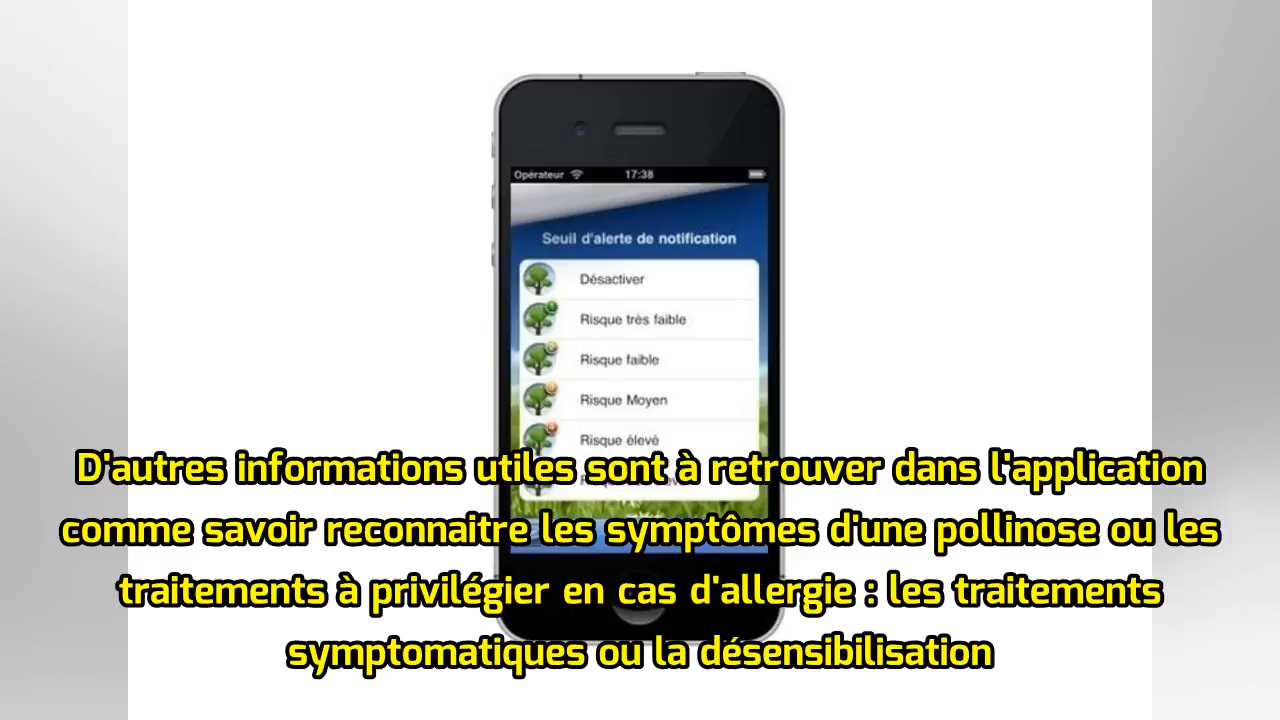 Opérateur 17:38
Seuil d'alerte de notification
Désactiver
Risque très faible
Risque faible
Risque Moyen
Risque élevé
D'autres informations utiles sont à retrouver dans l'application
comme savoir reconnaitre les symptômes d'une pollinose ou les
traitements à privilégier en cas d'allergie : les traitements
symptomatiques ou la désensibilisation